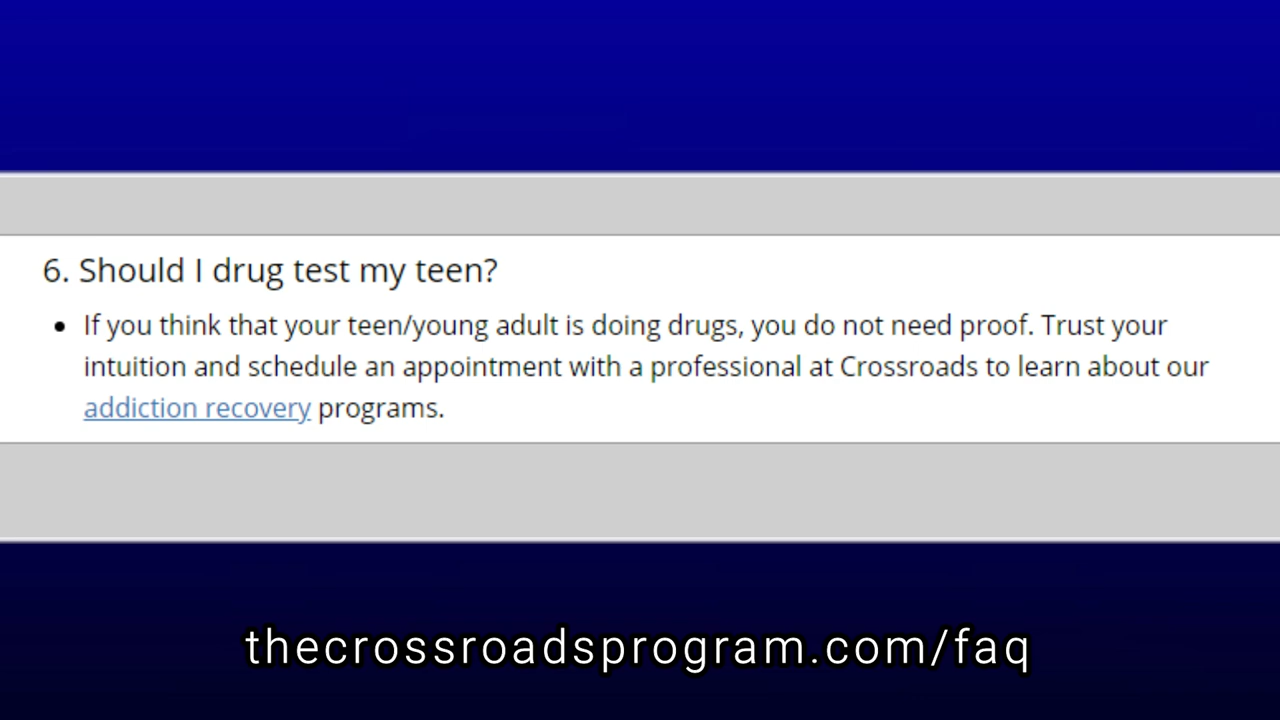 6. Should I drug test my teen?
• If you think that your teen/young adult is doing drugs, you do not need proof. Trust your
intuition and schedule an appointment with a professional at Crossroads to learn about our
addiction recovery programs.
thecrossroadsprogram.com/faq